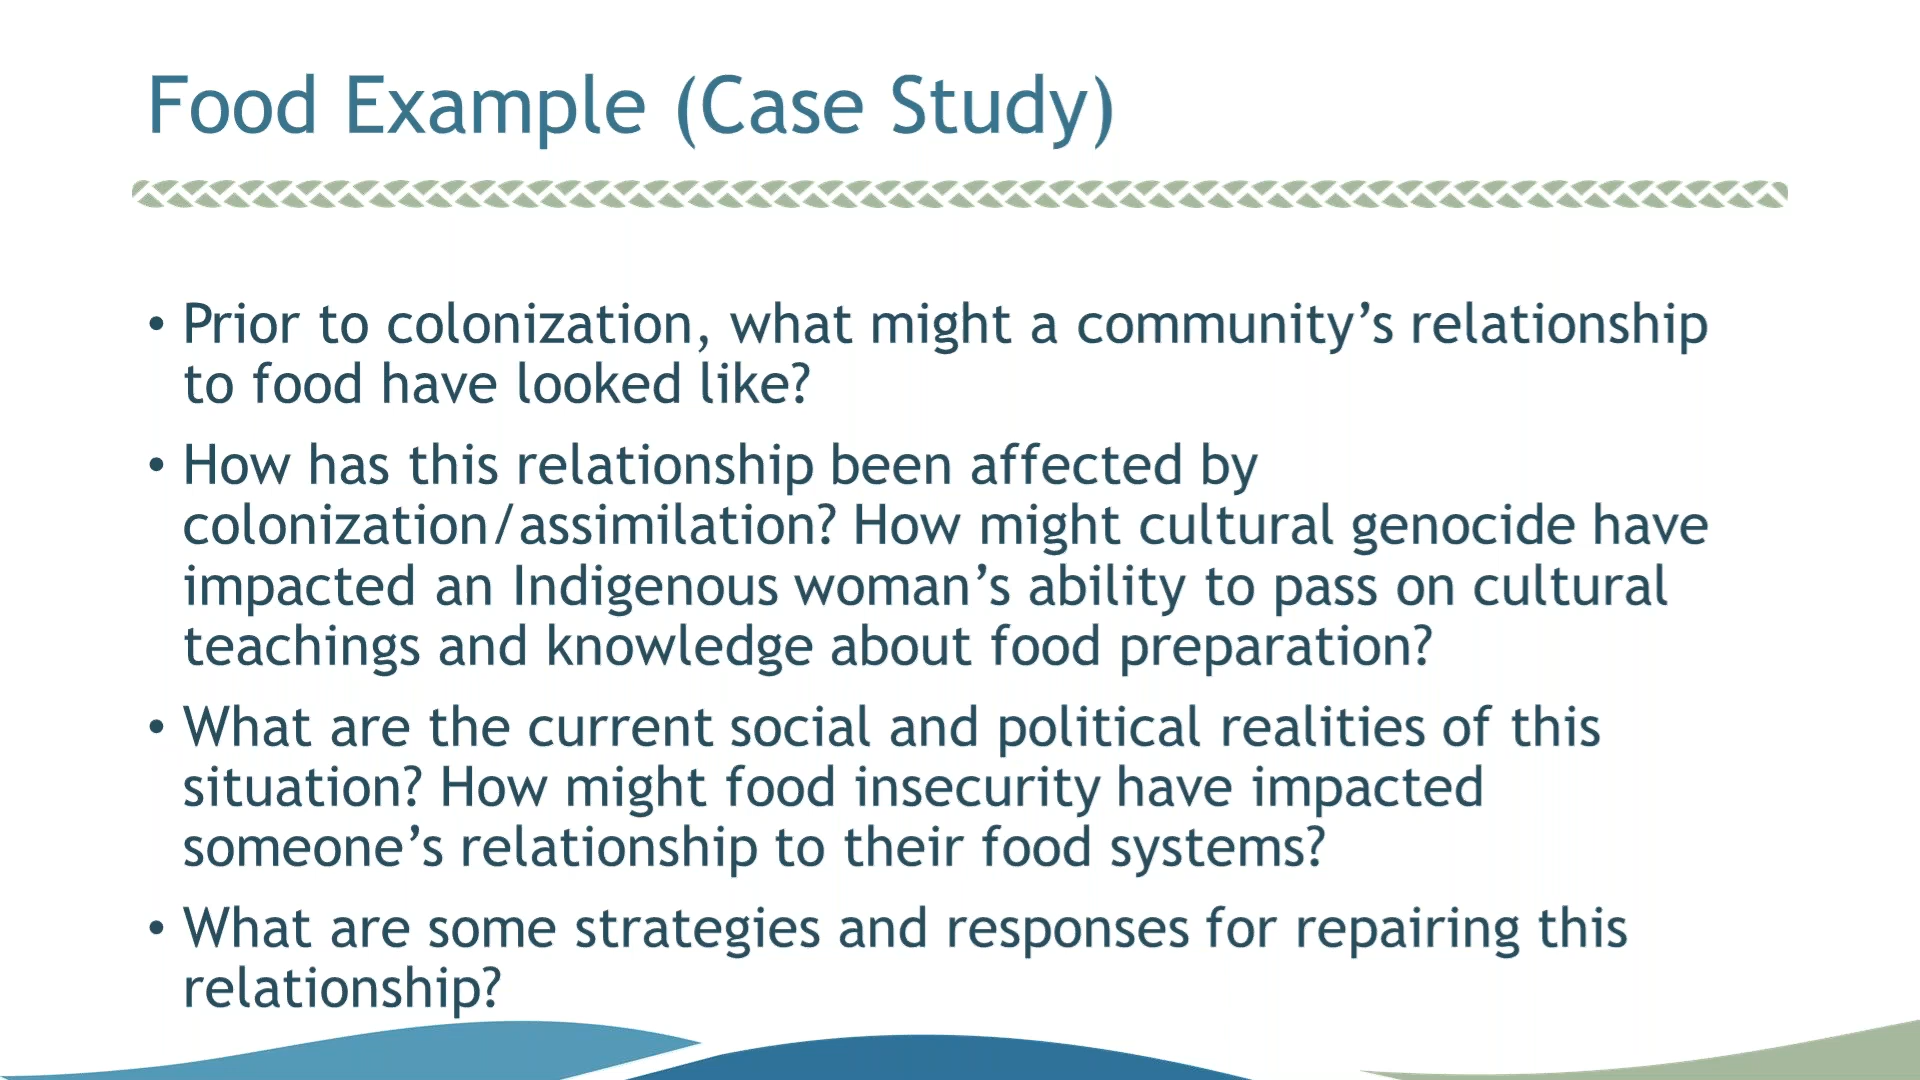 Food Example (Case Study)
• Prior to colonization, what might a community’s relationship
to food have looked like?
• How has this relationship been affected by
colonization/assimilation? How might cultural genocide have
impacted an Indigenous woman’s ability to pass on cultural
teachings and knowledge about food preparation?
• What are the current social and political realities of this
situation? How might food insecurity have impacted
someone’s relationship to their food systems?
• What are some strategies and responses for repairing this
relationship?